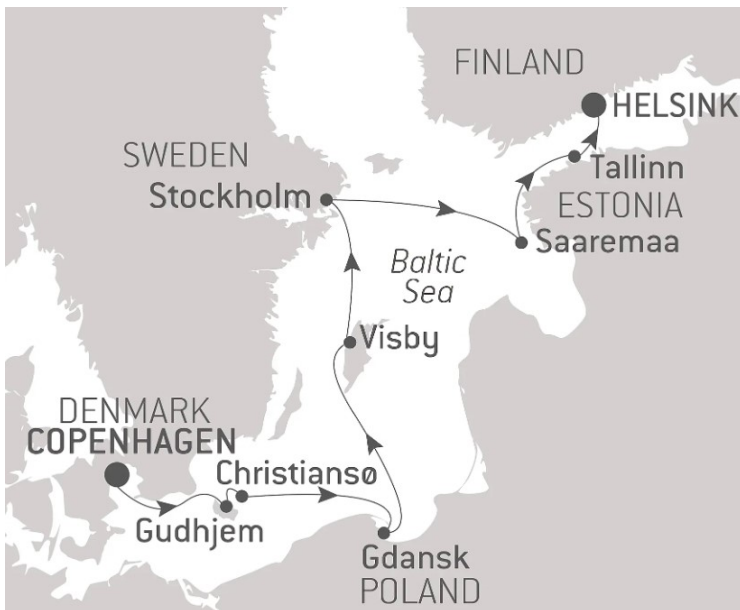 FINLAND
HELSINK
SWEDEN
Tallinn
Stockholm
ESTONIA
Saaremaa
Baltic
Sea
Visby
DENMARK
COPENHAGEN
Christiansø
Gudhjem
Gdansk
POLAND